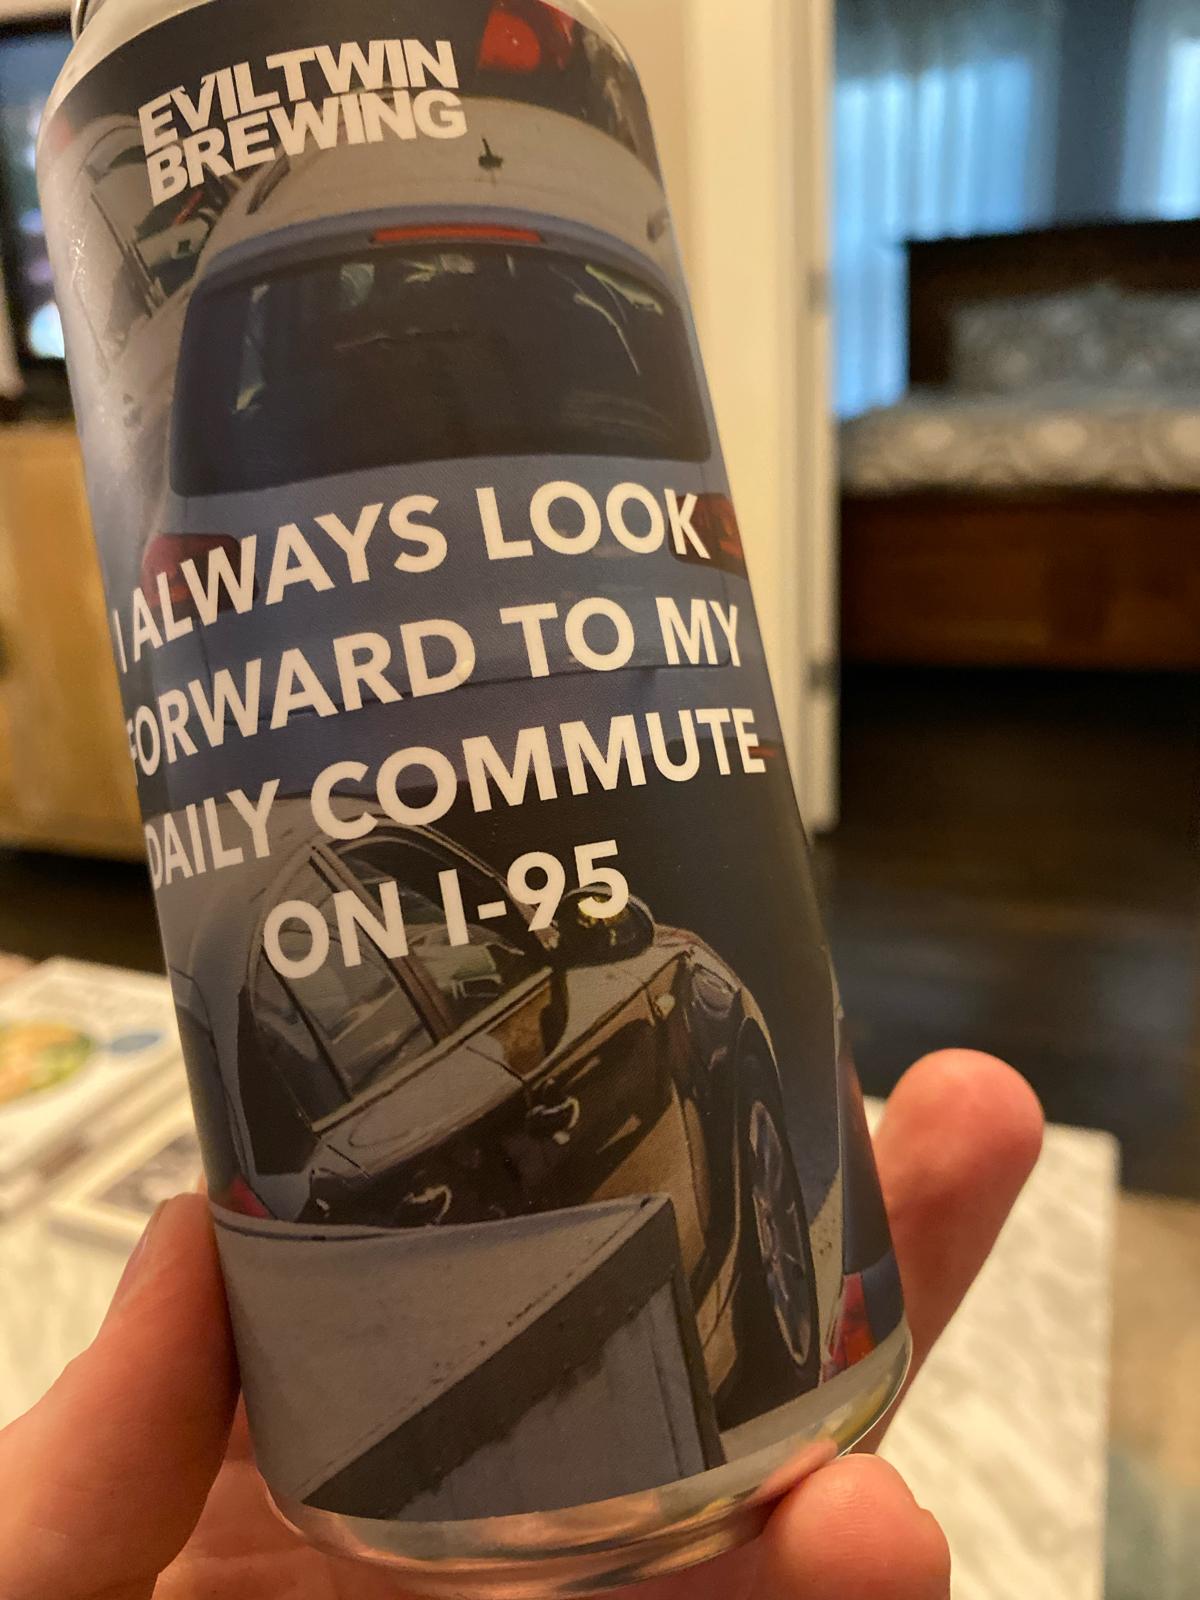 EVILTWIN
BREWING
I ALWAYS LOOK
FORWARD TO MY
DAILY COMMUTE
ON I-95